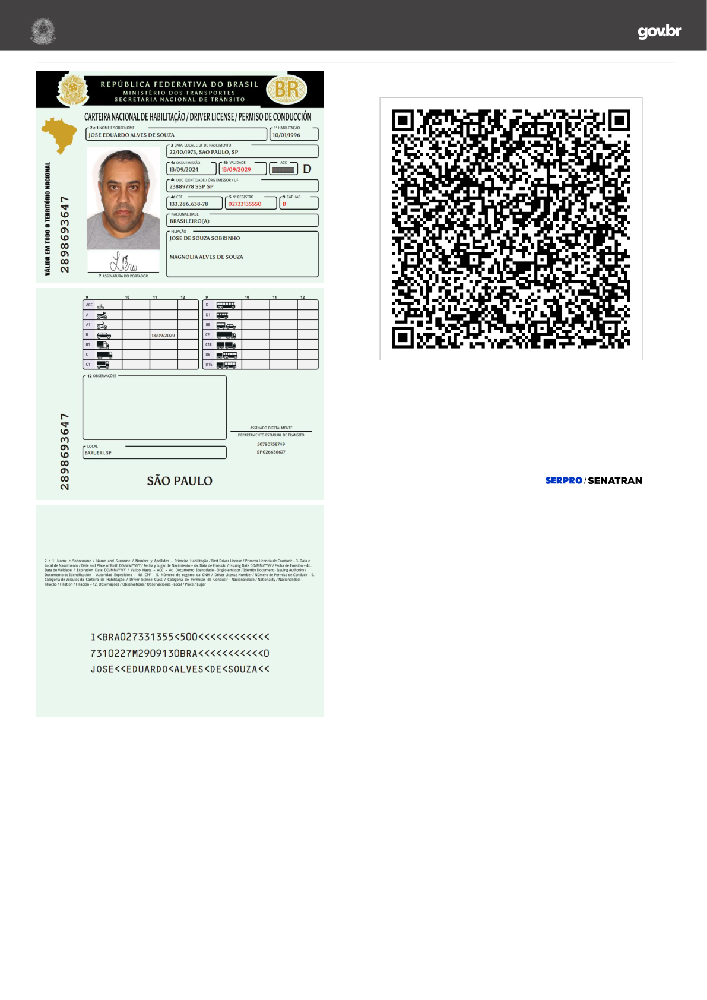 gov.br
REPÚBLICA FEDERATIVA DO BRASIL
MINISTÉRIO DOS TRANSPORTES
SECRETARIA NACIONAL DE TRÂNSITO
BR
CARTEIRA NACIONAL DE HABILITAÇÃO / DRIVER LICENSE / PERMISO DE CONDUCCIÓN
2 e 1 NOME E SOBRENOME
JOSE EDUARDO ALVES DE SOUZA
1ª HABILITAÇÃO
10/01/1996
3 DATA, LOCAL E UF DE NASCIMENTO
22/10/1973, SAO PAULO, SP
4a DATA EMISSÃO
13/09/2024
4b VALIDADE
13/09/2029
ACC
D
4c DOC IDENTIDADE / ÓRG EMISSOR / UF
23889778 SSP SP
4d CPF
133.286.638-78
5 Nº REGISTRO
02733135550
9 CAT HAB
B
NACIONALIDADE
BRASILEIRO(A)
FILIAÇÃO
JOSE DE SOUZA SOBRINHO
MAGNOLIA ALVES DE SOUZA
7 ASSINATURA DO PORTADOR
VÁLIDA EM TODO O TERRITÓRIO NACIONAL
2898693647
9 10 11 12 9 10 11 12
ACC D
A D1
A1 BE
B 13/09/2029 CE
B1 C1E
C DE
C1 D1E
12 OBSERVAÇÕES
ASSINADO DIGITALMENTE
DEPARTAMENTO ESTADUAL DE TRÂNSITO
50780758749
SP026636677
LOCAL
BARUERI, SP
2898693647
SÃO PAULO
SERPRO / SENATRAN
2 e 1. Nome e Sobrenome / Name and Surname / Nombre y Apellidos – Primeira Habilitação / First Driver License / Primera Licencia de Conducir – 3. Data e
Local de Nascimento / Date and Place of Birth DD/MM/YYYY / Fecha y Lugar de Nacimiento – 4a. Data de Emissão / Issuing Date DD/MM/YYYY / Fecha de Emisión – 4b.
Data de Validade / Expiration Date DD/MM/YYYY / Valido Hasta – ACC – 4c. Documento Identidade - Órgão emissor / Identity Document - Issuing Authority /
Documento de Identificación - Autoridad Expedidora – 4d. CPF – 5. Número de registro da CNH / Driver License Number / Número de Permiso de Conducir – 9.
Categoria de Veículos da Carteira de Habilitação / Driver license Class / Categoria de Permisos de Conducir – Nacionalidade / Nationality / Nacionalidad –
Filiação / Filiation / Filiación – 12. Observações / Observations / Observaciones - Local / Place / Lugar
I<BRA027331355<500<<<<<<<<<<<<
7310227M2909130BRA<<<<<<<<<<<0
JOSE<<EDUARDO<ALVES<DE<SOUZA<<